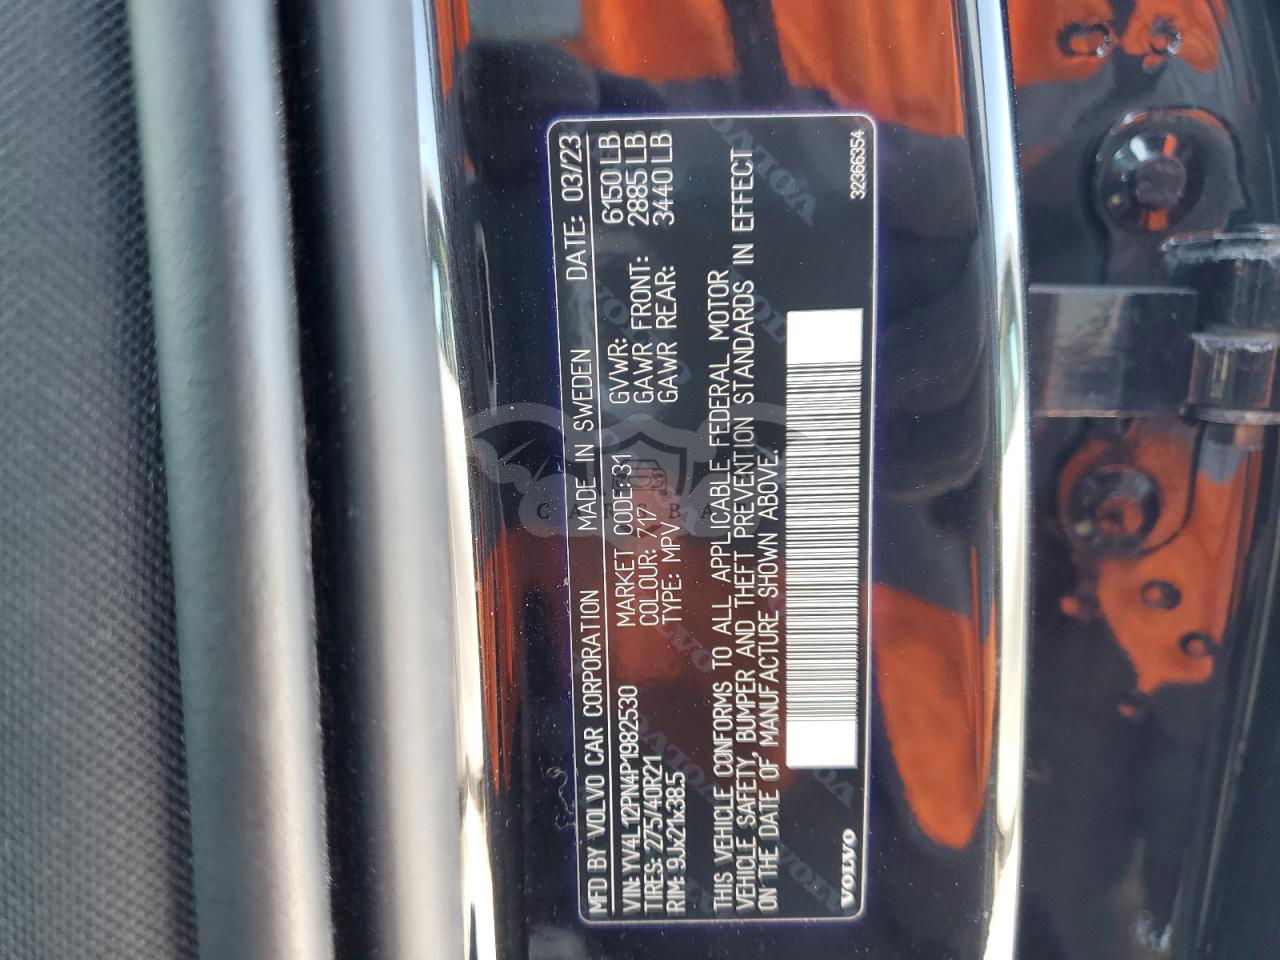 MFD BY VOLVO CAR CORPORATION MADE IN SWEDEN DATE: 03/23
VIN: YV4L12PN4P1982530 MARKET CODE: 31 GVWR: 6150 LB
TIRES: 275/40R21 COLOUR: 717 GAWR FRONT: 2885 LB
RIM: 9Jx21x38.5 TYPE: MPV GAWR REAR: 3440 LB
THIS VEHICLE CONFORMS TO ALL APPLICABLE FEDERAL MOTOR
VEHICLE SAFETY, BUMPER AND THEFT PREVENTION STANDARDS IN EFFECT
ON THE DATE OF MANUFACTURE SHOWN ABOVE.
VOLVO 32366354